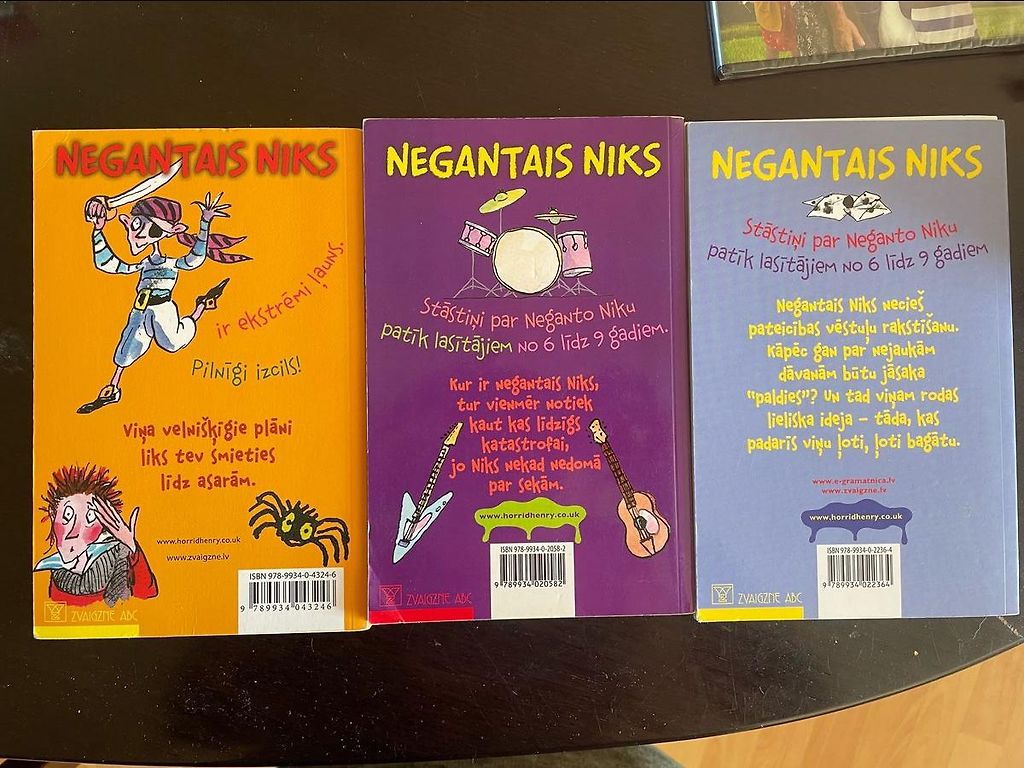 NEGANTAIS NIKS
ir ekstrēmi ļauns.
Pilnīgi izcils!
Viņa velnišķīgie plāni
liks tev smieties
līdz asarām.
www.horridhenry.co.uk
www.zvaigzne.lv
ISBN 978-9934-0-4324-6
9 789934 043246
ZVAIGZNE ABC
NEGANTAIS NIKS
Stāstiņi par Neganto Niku
patīk lasītājiem no 6 līdz 9 gadiem.
Kur ir negantais Niks,
tur vienmēr notiek
kaut kas līdzīgs
katastrofai,
jo Niks nekad nedomā
par sekām.
www.horridhenry.co.uk
ISBN 978-9934-0-2058-2
9 789934 020582
ZVAIGZNE ABC
NEGANTAIS NIKS
Stāstiņi par Neganto Niku
patīk lasītājiem no 6 līdz 9 gadiem
Negantais Niks necieš
pateicības vēstuļu rakstīšanu.
Kāpēc gan par nejaukām
dāvanām būtu jāsaka
"paldies"? Un tad viņam rodas
lieliska ideja – tāda, kas
padarīs viņu ļoti, ļoti bagātu.
www.e-gramatnica.lv
www.zvaigzne.lv
www.horridhenry.co.uk
ISBN 978-9934-0-2236-4
9 789934 022364
ZVAIGZNE ABC